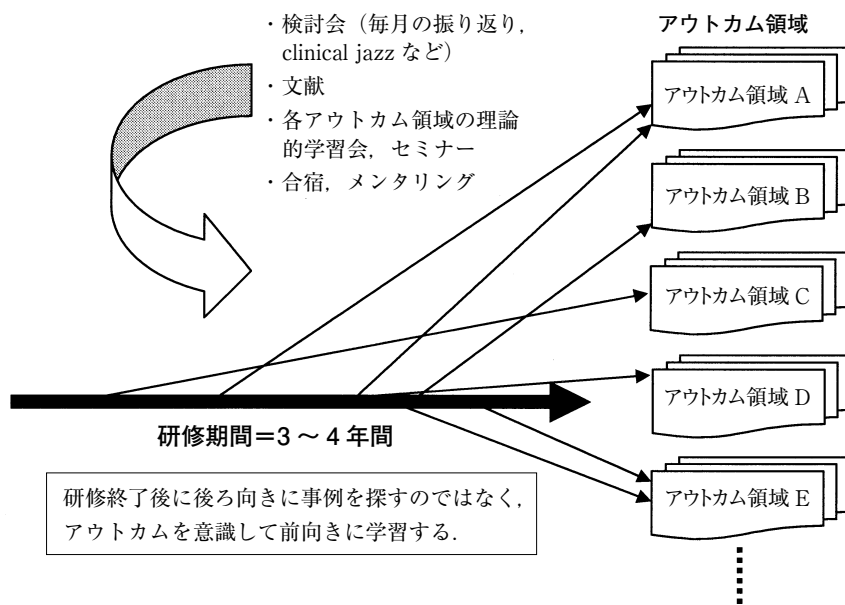 ・検討会（毎月の振り返り，
clinical jazz など）
・文献
・各アウトカム領域の理論
的学習会，セミナー
・合宿，メンタリング
アウトカム領域
アウトカム領域 A
アウトカム領域 B
アウトカム領域 C
アウトカム領域 D
アウトカム領域 E
研修期間＝3 ～ 4 年間
研修終了後に後ろ向きに事例を探すのではなく，
アウトカムを意識して前向きに学習する．